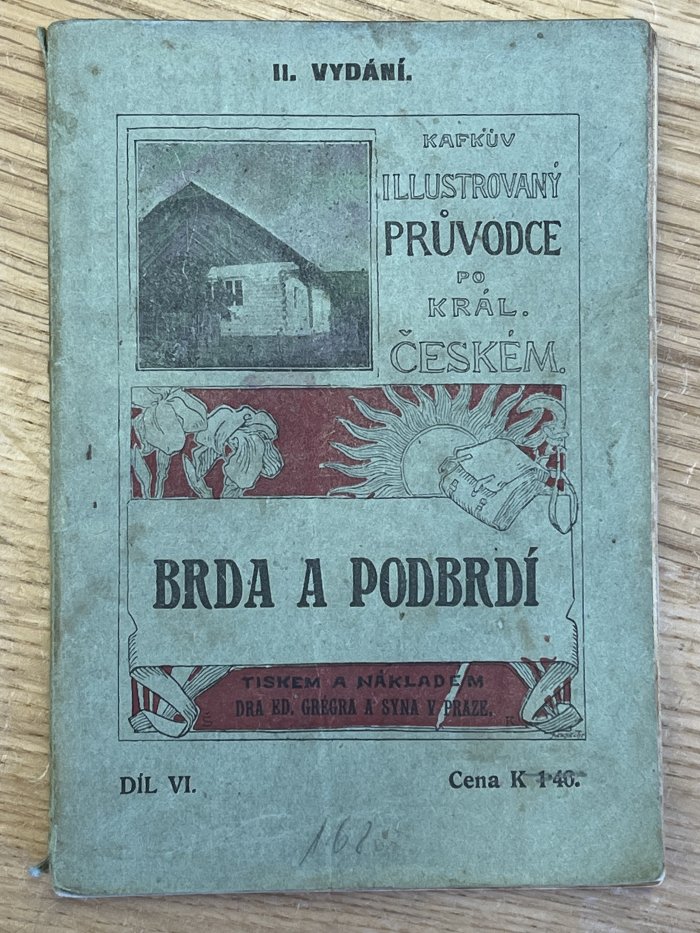 II. VYDÁNÍ.
KAFKŮV
ILLUSTROVANÝ
PRŮVODCE
PO
KRÁL.
ČESKÉM.
BRDA A PODBRDÍ
TISKEM A NÁKLADEM
DRA ED. GRÉGRA A SYNA V PRAZE.
Š K
DÍL VI.
Cena K 1·40.